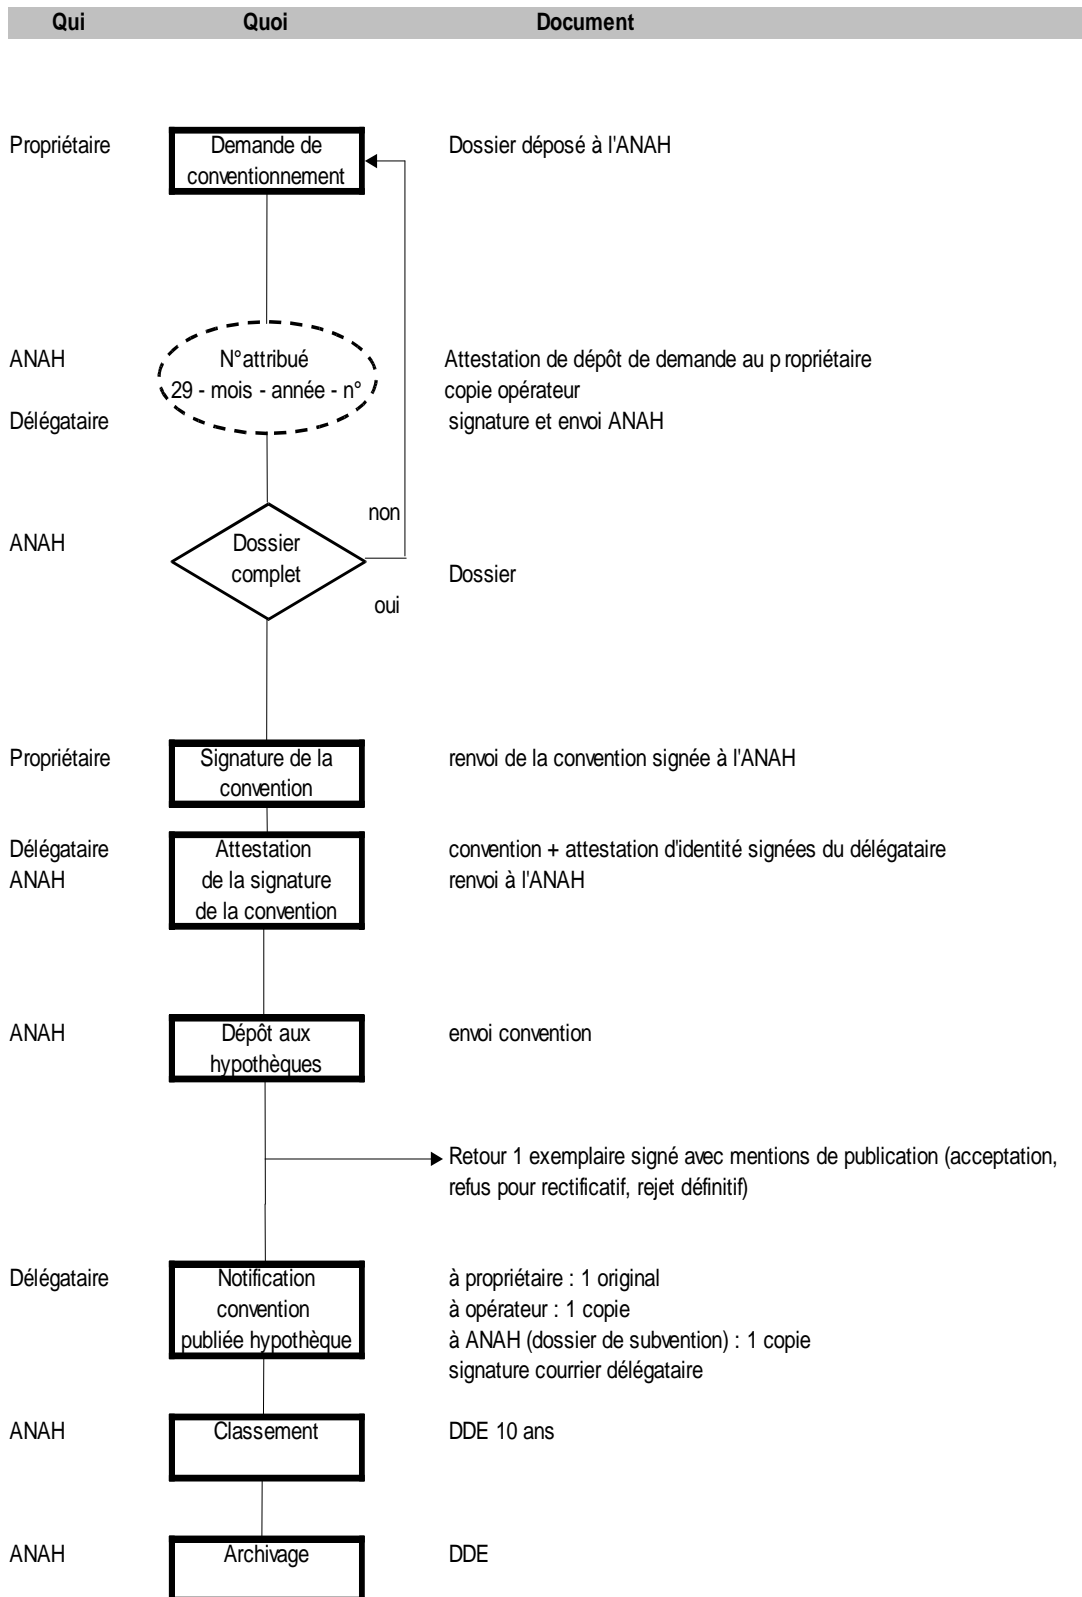 Qui Quoi Document
Propriétaire Demande de Dossier déposé à l'ANAH
conventionnement
ANAH N°attribué Attestation de dépôt de demande au p ropriétaire
29 - mois - année - n° copie opérateur
Délégataire signature et envoi ANAH
non
ANAH Dossier
complet Dossier
oui
Propriétaire Signature de la renvoi de la convention signée à l'ANAH
convention
Délégataire Attestation convention + attestation d'identité signées du délégataire
ANAH de la signature renvoi à l'ANAH
de la convention
ANAH Dépôt aux envoi convention
hypothèques
Retour 1 exemplaire signé avec mentions de publication (acceptation,
refus pour rectificatif, rejet définitif)
Délégataire Notification à propriétaire : 1 original
convention à opérateur : 1 copie
publiée hypothèque à ANAH (dossier de subvention) : 1 copie
signature courrier délégataire
ANAH Classement DDE 10 ans
ANAH Archivage DDE